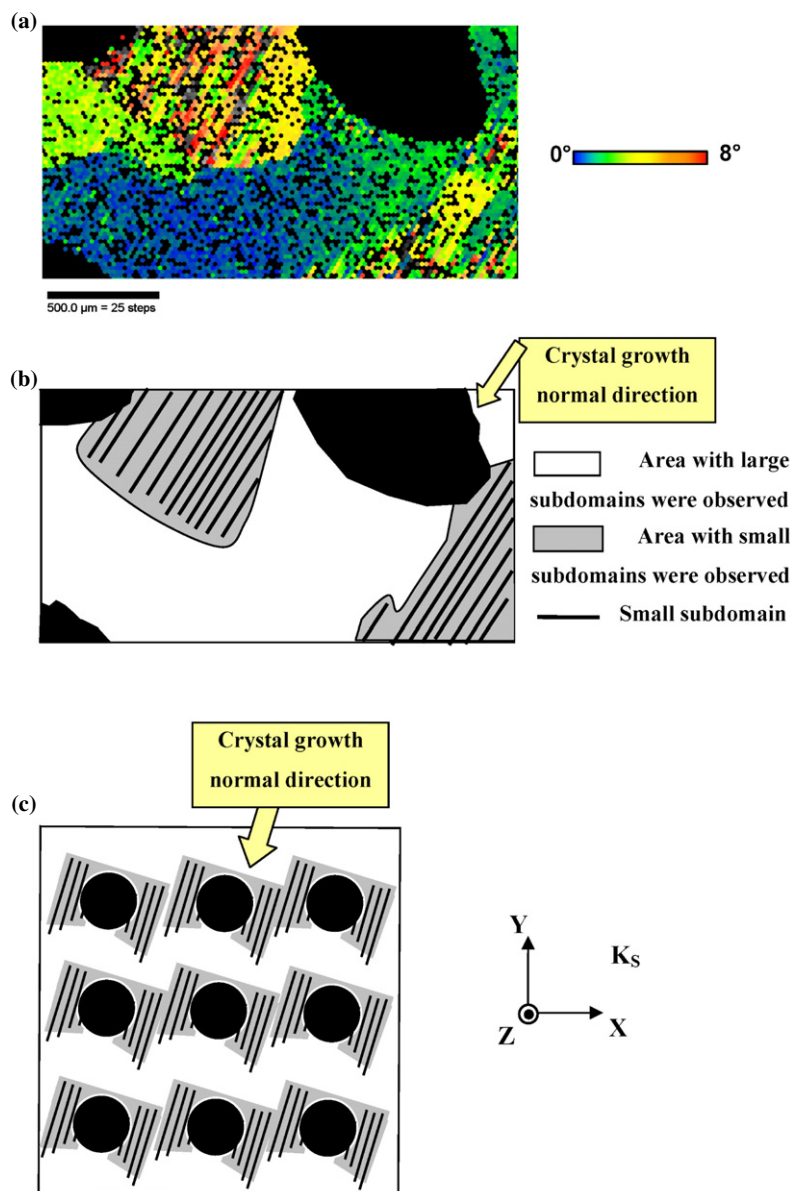 (a)
0°
8°
500.0 µm = 25 steps
(b)
Crystal growth
normal direction
Area with large
subdomains were observed
Area with small
subdomains were observed
Small subdomain
Crystal growth
normal direction
(c)
Y
K_S
Z
X